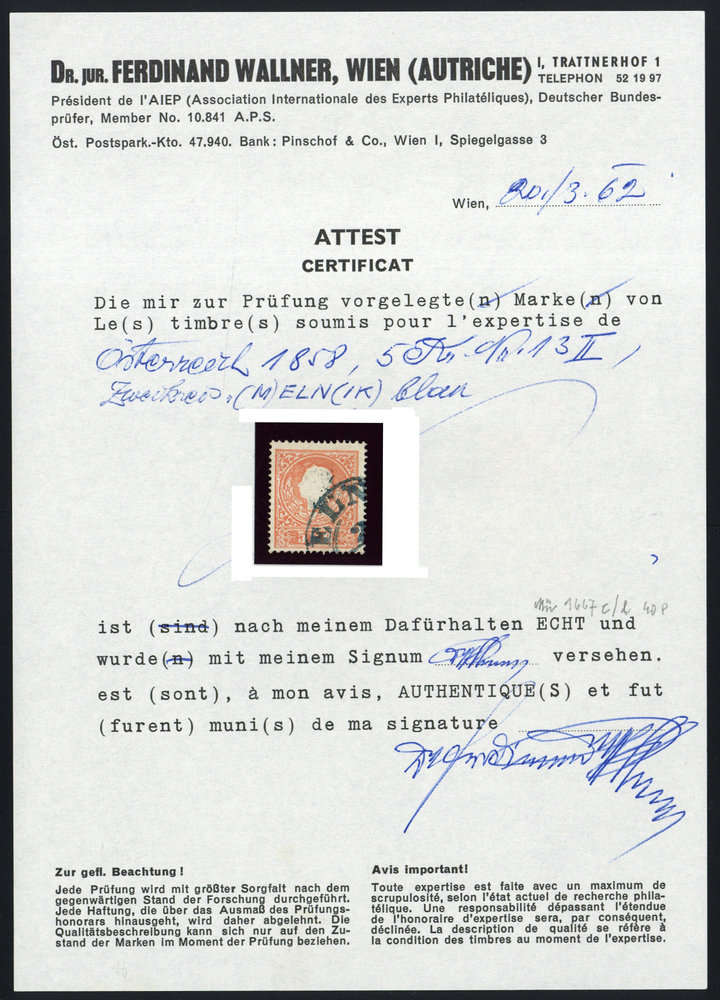 DR. JUR. FERDINAND WALLNER, WIEN (AUTRICHE) I, TRATTNERHOF 1
TELEPHON 52 19 97
Président de l'AIEP (Association Internationale des Experts Philatéliques), Deutscher Bundes-
prüfer, Member No. 10.841 A.P.S.
Öst. Postspark.-Kto. 47.940. Bank: Pinschof & Co., Wien I, Spiegelgasse 3
Wien, 20./3. 62
ATTEST
CERTIFICAT
Die mir zur Prüfung vorgelegte(n) Marke(n) von
Le(s) timbre(s) soumis pour l'expertise de
Österreich 1858, 5 Kr. Nr. 13 II,
Zweikreis, (M)ELN(IK) blau
ELN
Mü 1667 c/2 40 P
ist (sind) nach meinem Dafürhalten ECHT und
wurde(n) mit meinem Signum versehen.
est (sont), à mon avis, AUTHENTIQUE(S) et fut
(furent) muni(s) de ma signature
Zur gefl. Beachtung!
Jede Prüfung wird mit größter Sorgfalt nach dem
gegenwärtigen Stand der Forschung durchgeführt.
Jede Haftung, die über das Ausmaß des Prüfungs-
honorars hinausgeht, wird daher abgelehnt. Die
Qualitätsbeschreibung kann sich nur auf den Zu-
stand der Marken im Moment der Prüfung beziehen.
Avis important!
Toute expertise est faite avec un maximum de
scrupulosité, selon l'état actuel de recherche phila-
télique. Une responsabilité dépassant l'étendue
de l'honoraire d'expertise sera, par conséquent,
déclinée. La description de qualité se refère à
la condition des timbres au moment de l'expertise.